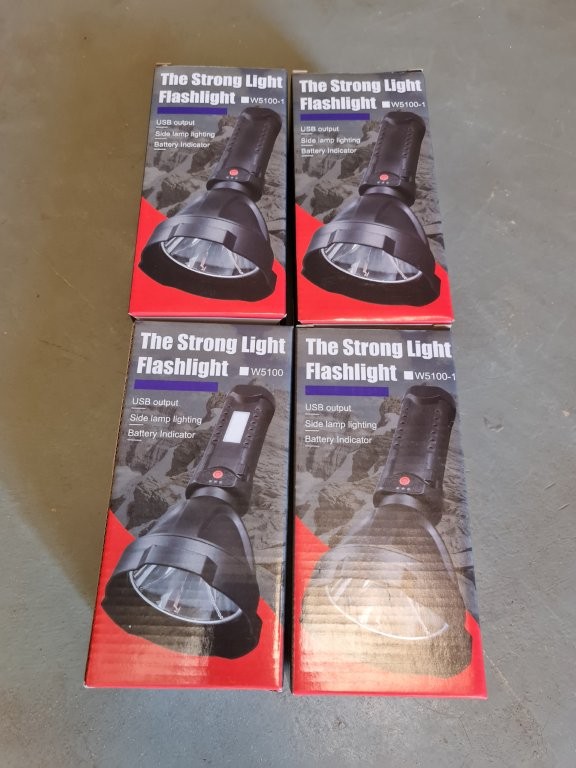 The Strong Light
Flashlight W5100-1
USB output
Side lamp lighting
Battery Indicator
The Strong Light
Flashlight W5100-1
USB output
Side lamp lighting
Battery Indicator
The Strong Light
Flashlight W5100
USB output
Side lamp lighting
Battery Indicator
The Strong Light
Flashlight W5100-1
USB output
Side lamp lighting
Battery Indicator